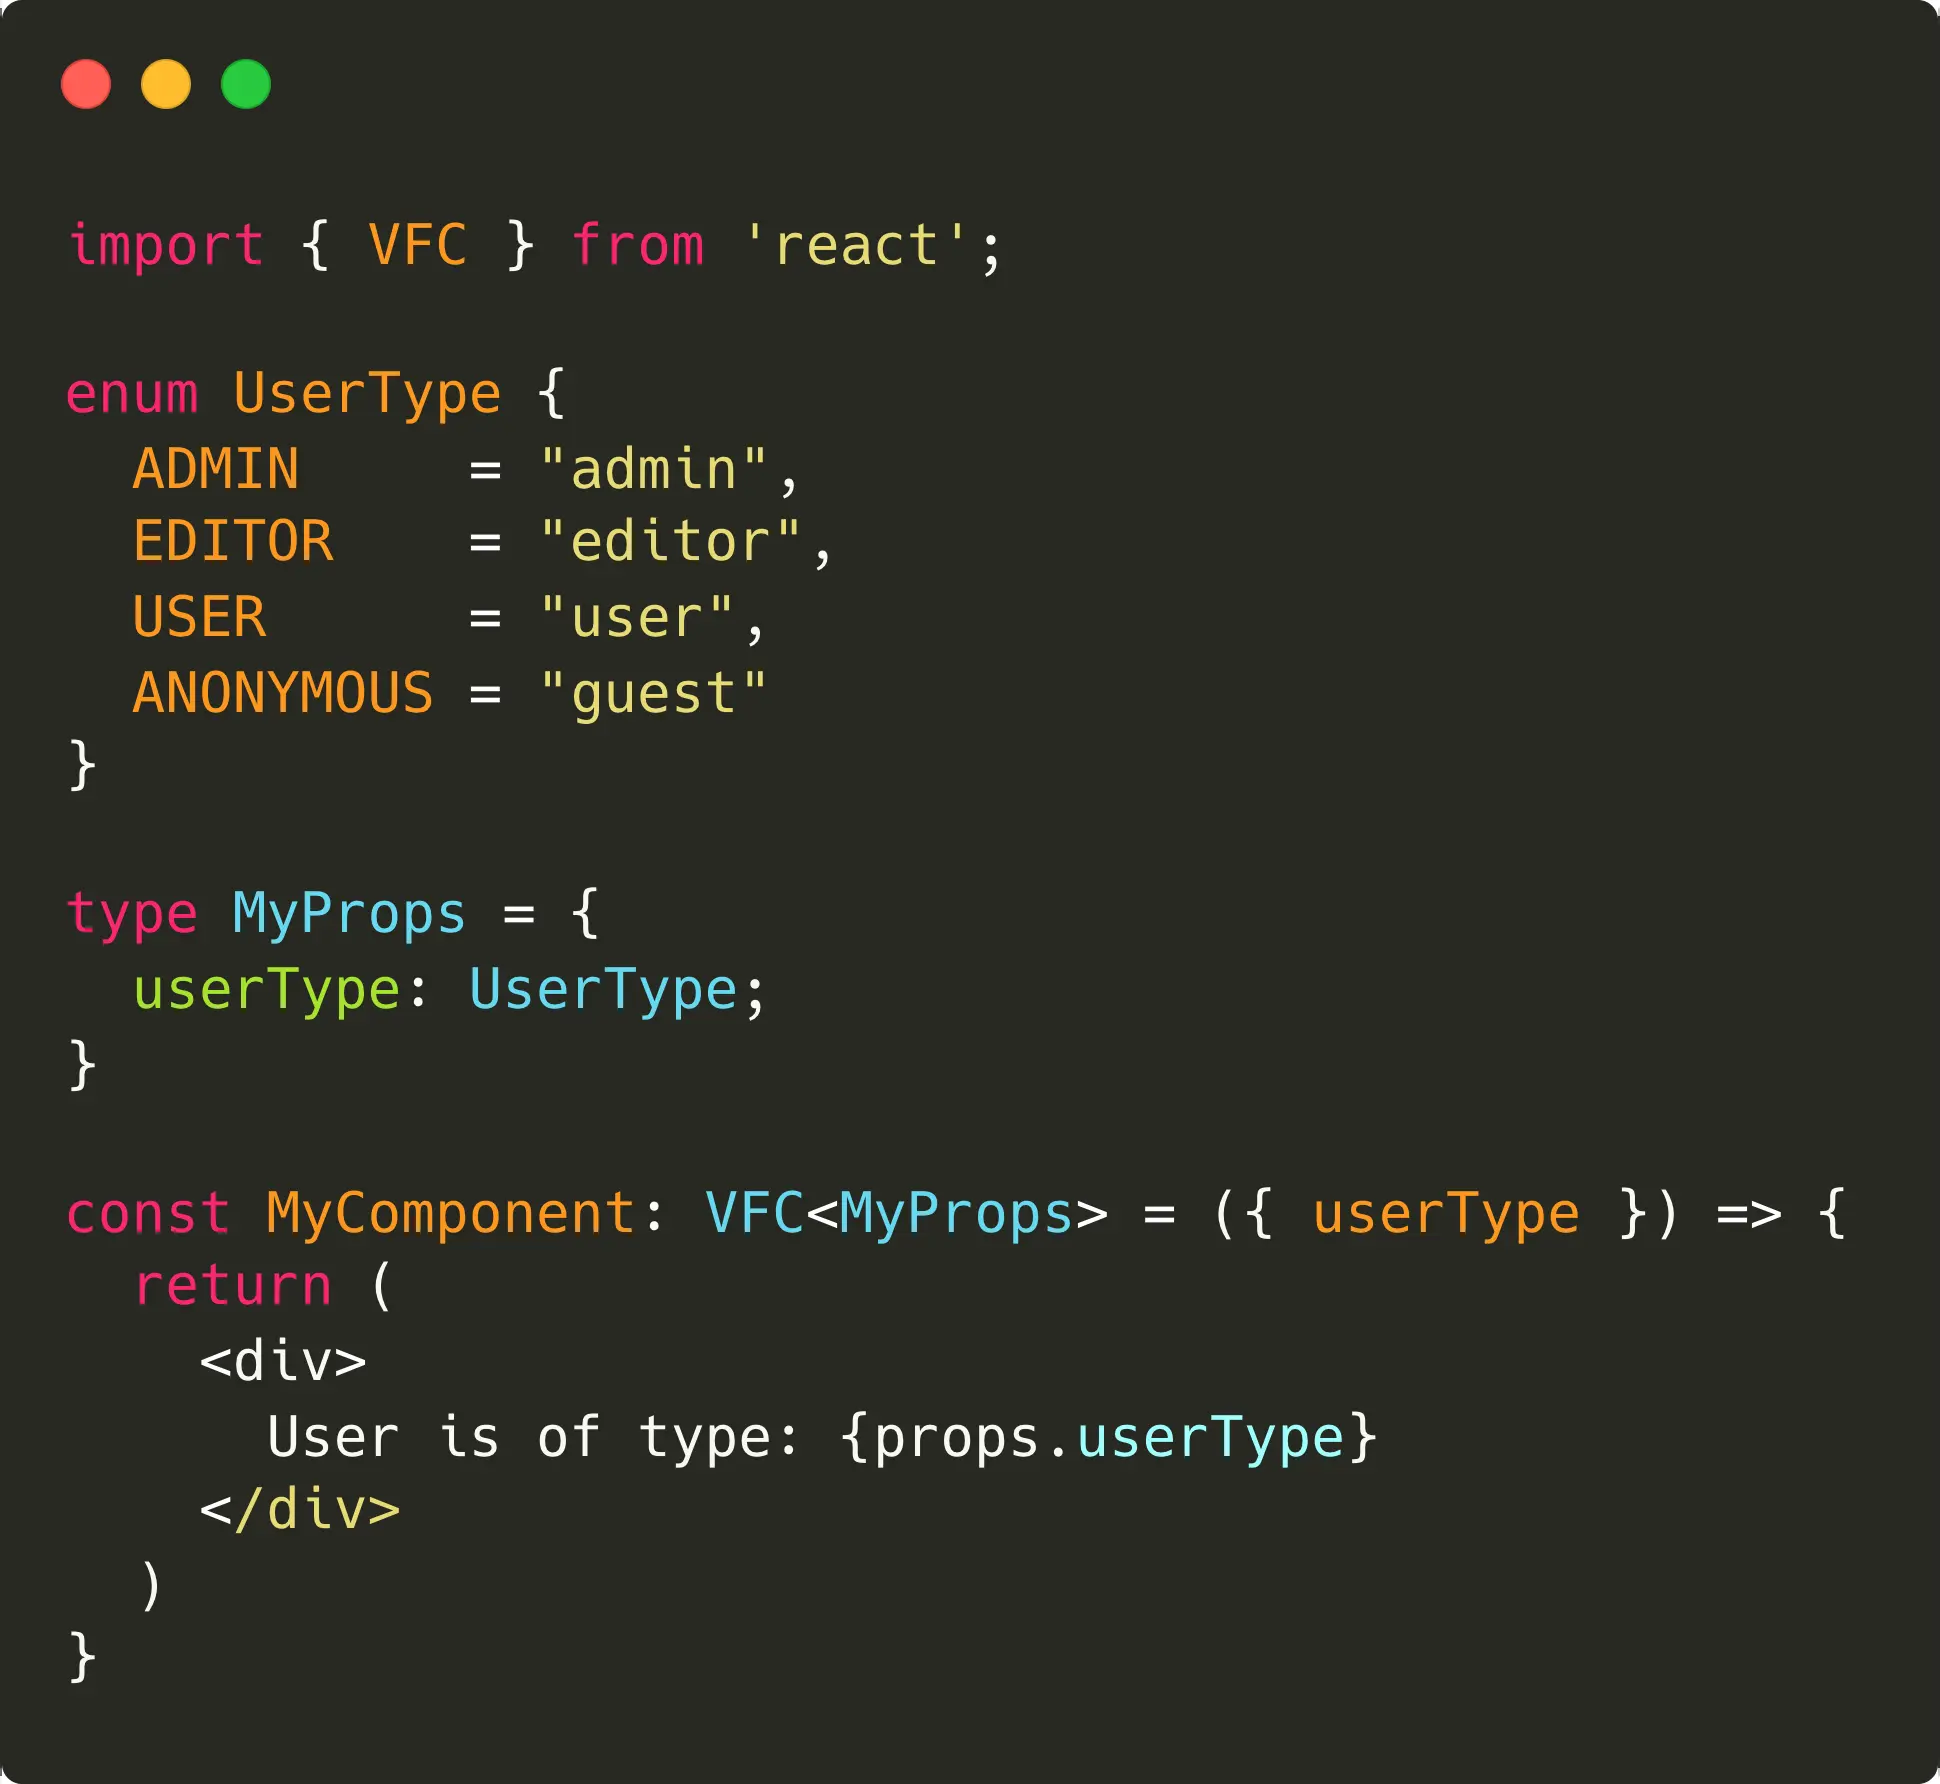 import { VFC } from 'react';
enum UserType {
  ADMIN     = "admin",
  EDITOR    = "editor",
  USER      = "user",
  ANONYMOUS = "guest"
}
type MyProps = {
  userType: UserType;
}
const MyComponent: VFC<MyProps> = ({ userType }) => {
  return (
    <div>
      User is of type: {props.userType}
    </div>
  )
}